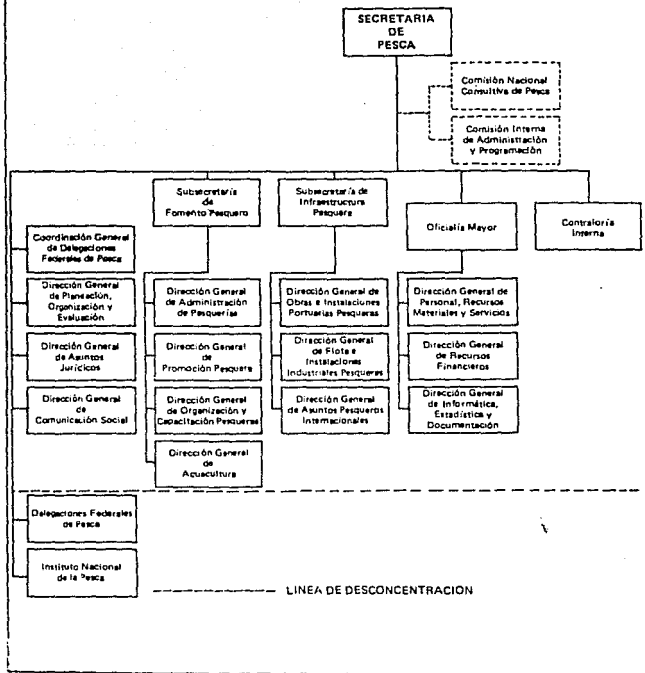 SECRETARIA
DE
PESCA
Comisión Nacional
Consultiva de Pesca
Comisión Interna
de Administración
y Programación
Subsecretaría
de
Fomento Pesquero
Subsecretaría de
Infraestructura
Pesquera
Oficialía Mayor
Contraloría
Interna
Coordinación General
de Delegaciones
Federales de Pesca
Dirección General
de Planeación,
Organización y
Evaluación
Dirección General
de Administración
de Pesquerías
Dirección General de
Obras e Instalaciones
Portuarias Pesqueras
Dirección General de
Personal, Recursos
Materiales y Servicios
Dirección General
de Asuntos
Jurícicos
Dirección General
de
Promoción Pesquera
Dirección General
de Flota e
Instalaciones
Industriales Pesqueras
Dirección General
de Recursos
Financieros
Dirección General
de
Comunicación Social
Dirección General
de Organización y
Capacitación Pesqueras
Dirección General
de Asuntos Pesqueros
Internacionales
Dirección General
de Informática,
Estadística y
Documentación
Dirección General
de
Acuacultura
Delegaciones Federales
de Pesca
Instituto Nacional
de la Pesca
LINEA DE DESCONCENTRACION